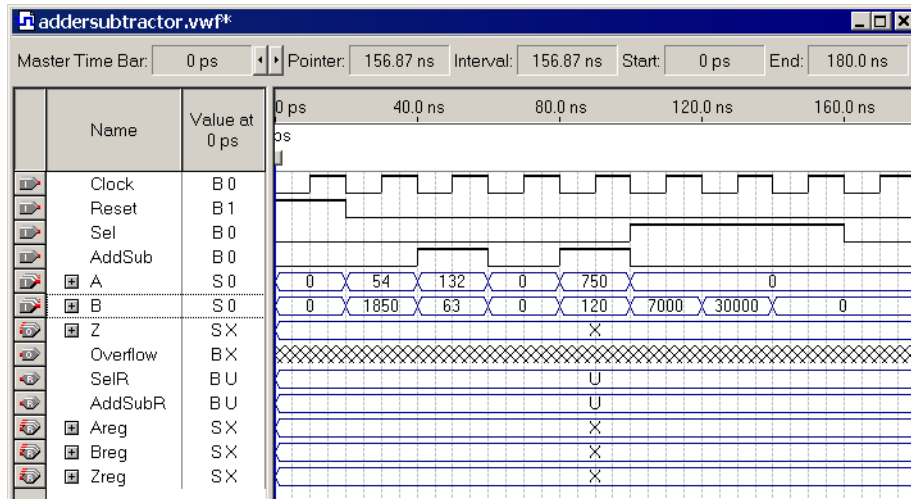 addersubtractor.vwf*
Master Time Bar: 0 ps Pointer: 156.87 ns Interval: 156.87 ns Start: 0 ps End: 180.0 ns
Name Value at 0 ps
0 ps 40.0 ns 80.0 ns 120.0 ns 160.0 ns
ps
Clock B 0
Reset B 1
Sel B 0
AddSub B 0
A S 0 0 54 132 0 750 0
B S 0 0 1850 63 0 120 7000 30000 0
Z S X X
Overflow B X
SelR B U U
AddSubR B U U
Areg S X X
Breg S X X
Zreg S X X